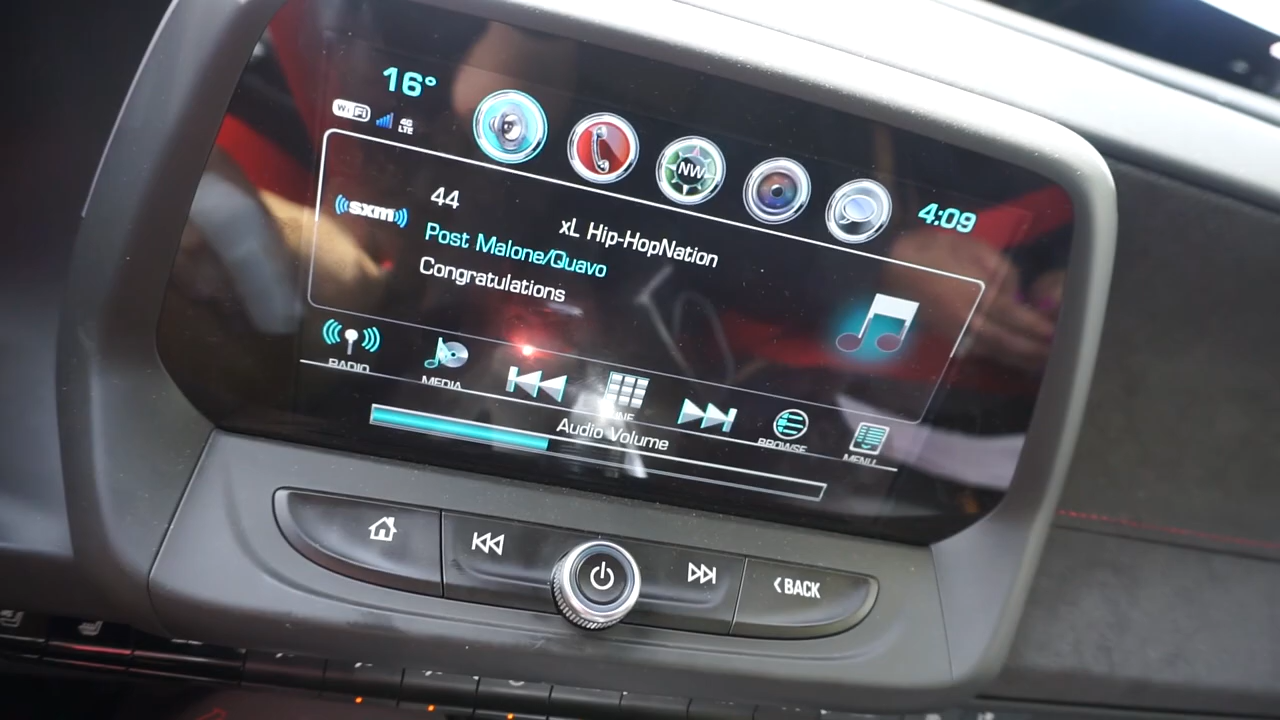 16°
WiFi
4G
LTE
NW
4:09
sxm
44
xL Hip-HopNation
Post Malone/Quavo
Congratulations
RADIO
MEDIA
BROWSE
MENU
Audio Volume
BACK